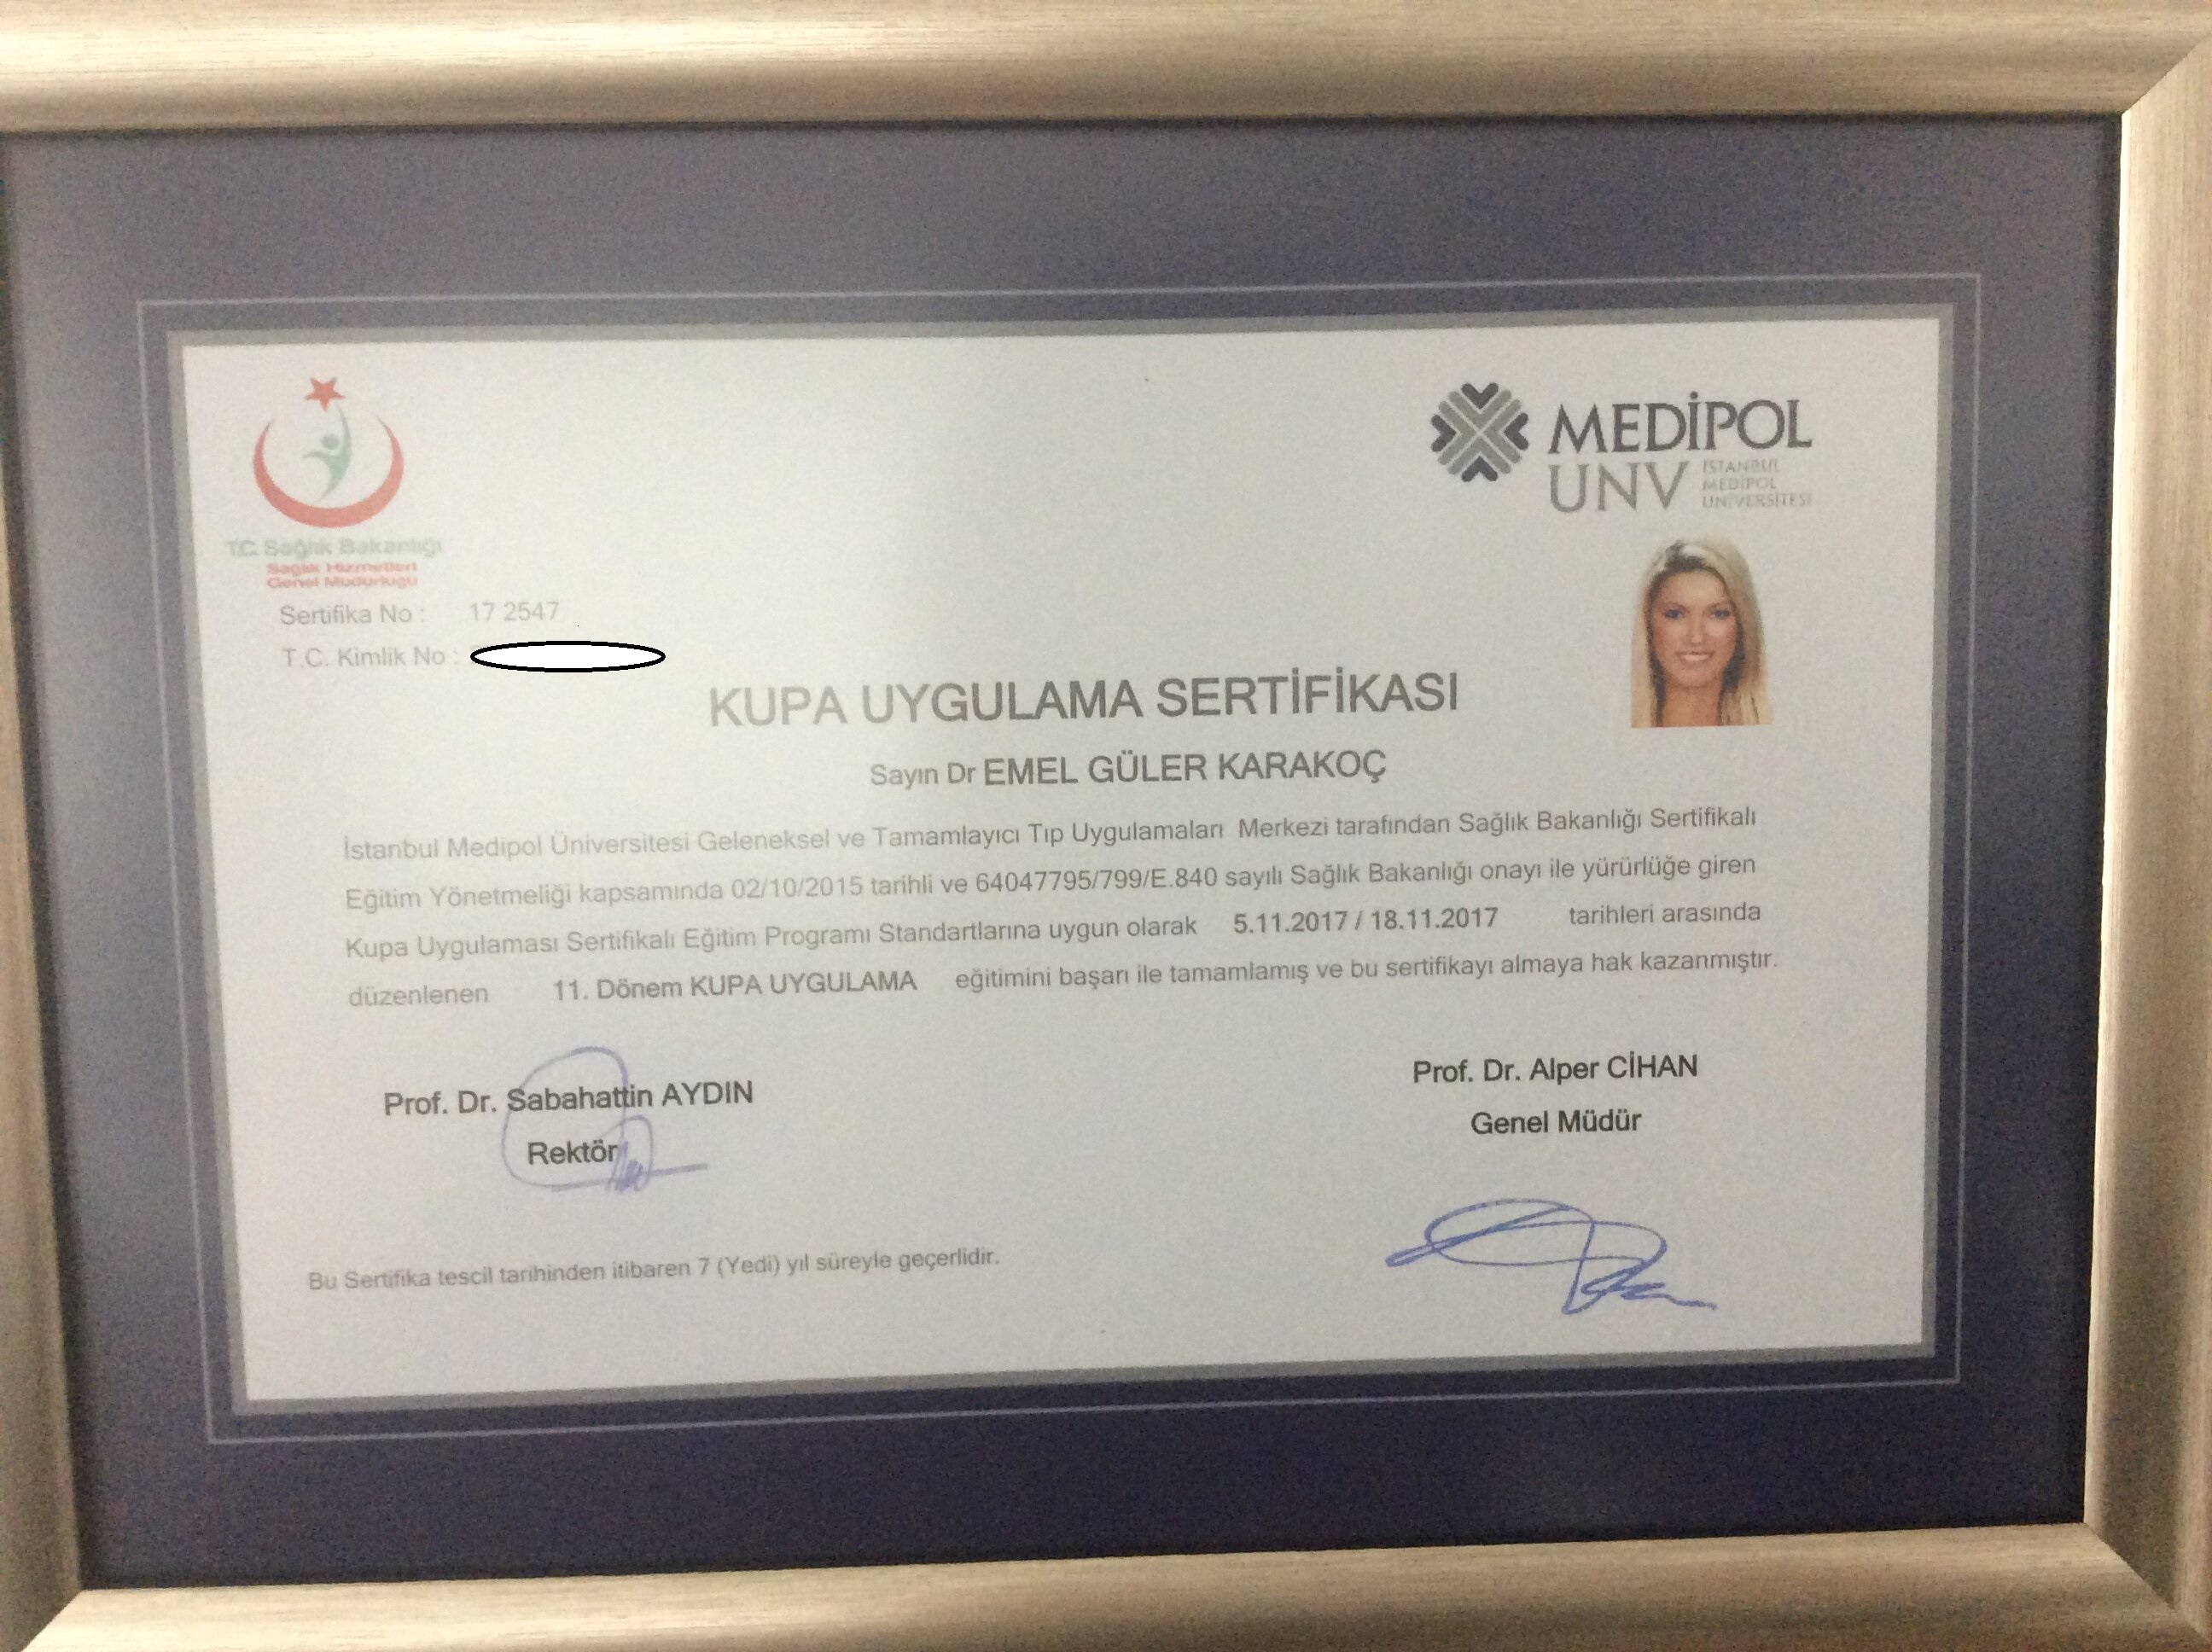 T.C. Sağlık Bakanlığı
Sağlık Hizmetleri
Genel Müdürlüğü
MEDİPOL
UNV
İSTANBUL
MEDİPOL
ÜNİVERSİTESİ
Sertifika No : 17 2547
T.C. Kimlik No :
KUPA UYGULAMA SERTİFİKASI
Sayın Dr EMEL GÜLER KARAKOÇ
İstanbul Medipol Üniversitesi Geleneksel ve Tamamlayıcı Tıp Uygulamaları Merkezi tarafından Sağlık Bakanlığı Sertifikalı
Eğitim Yönetmeliği kapsamında 02/10/2015 tarihli ve 64047795/799/E.840 sayılı Sağlık Bakanlığı onayı ile yürürlüğe giren
Kupa Uygulaması Sertifikalı Eğitim Programı Standartlarına uygun olarak 5.11.2017 / 18.11.2017 tarihleri arasında
düzenlenen 11. Dönem KUPA UYGULAMA eğitimini başarı ile tamamlamış ve bu sertifikayı almaya hak kazanmıştır.
Prof. Dr. Sabahattin AYDIN
Rektör
Prof. Dr. Alper CİHAN
Genel Müdür
Bu Sertifika tescil tarihinden itibaren 7 (Yedi) yıl süreyle geçerlidir.